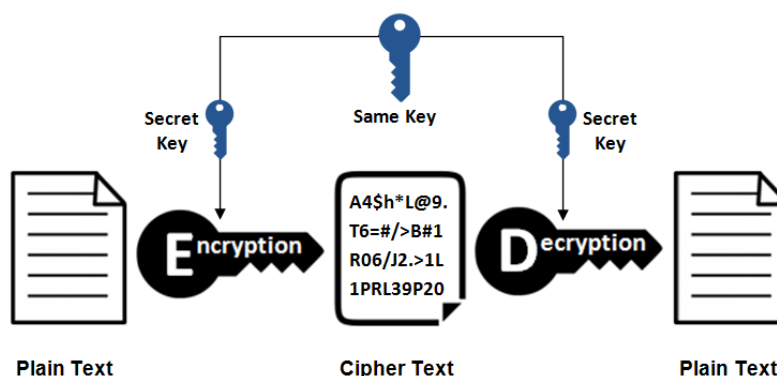 Same Key
Secret
Key
Secret
Key
Encryption
A4$h*L@9.
T6=#/>B#1
R06/J2.>1L
1PRL39P20
Decryption
Plain Text
Cipher Text
Plain Text